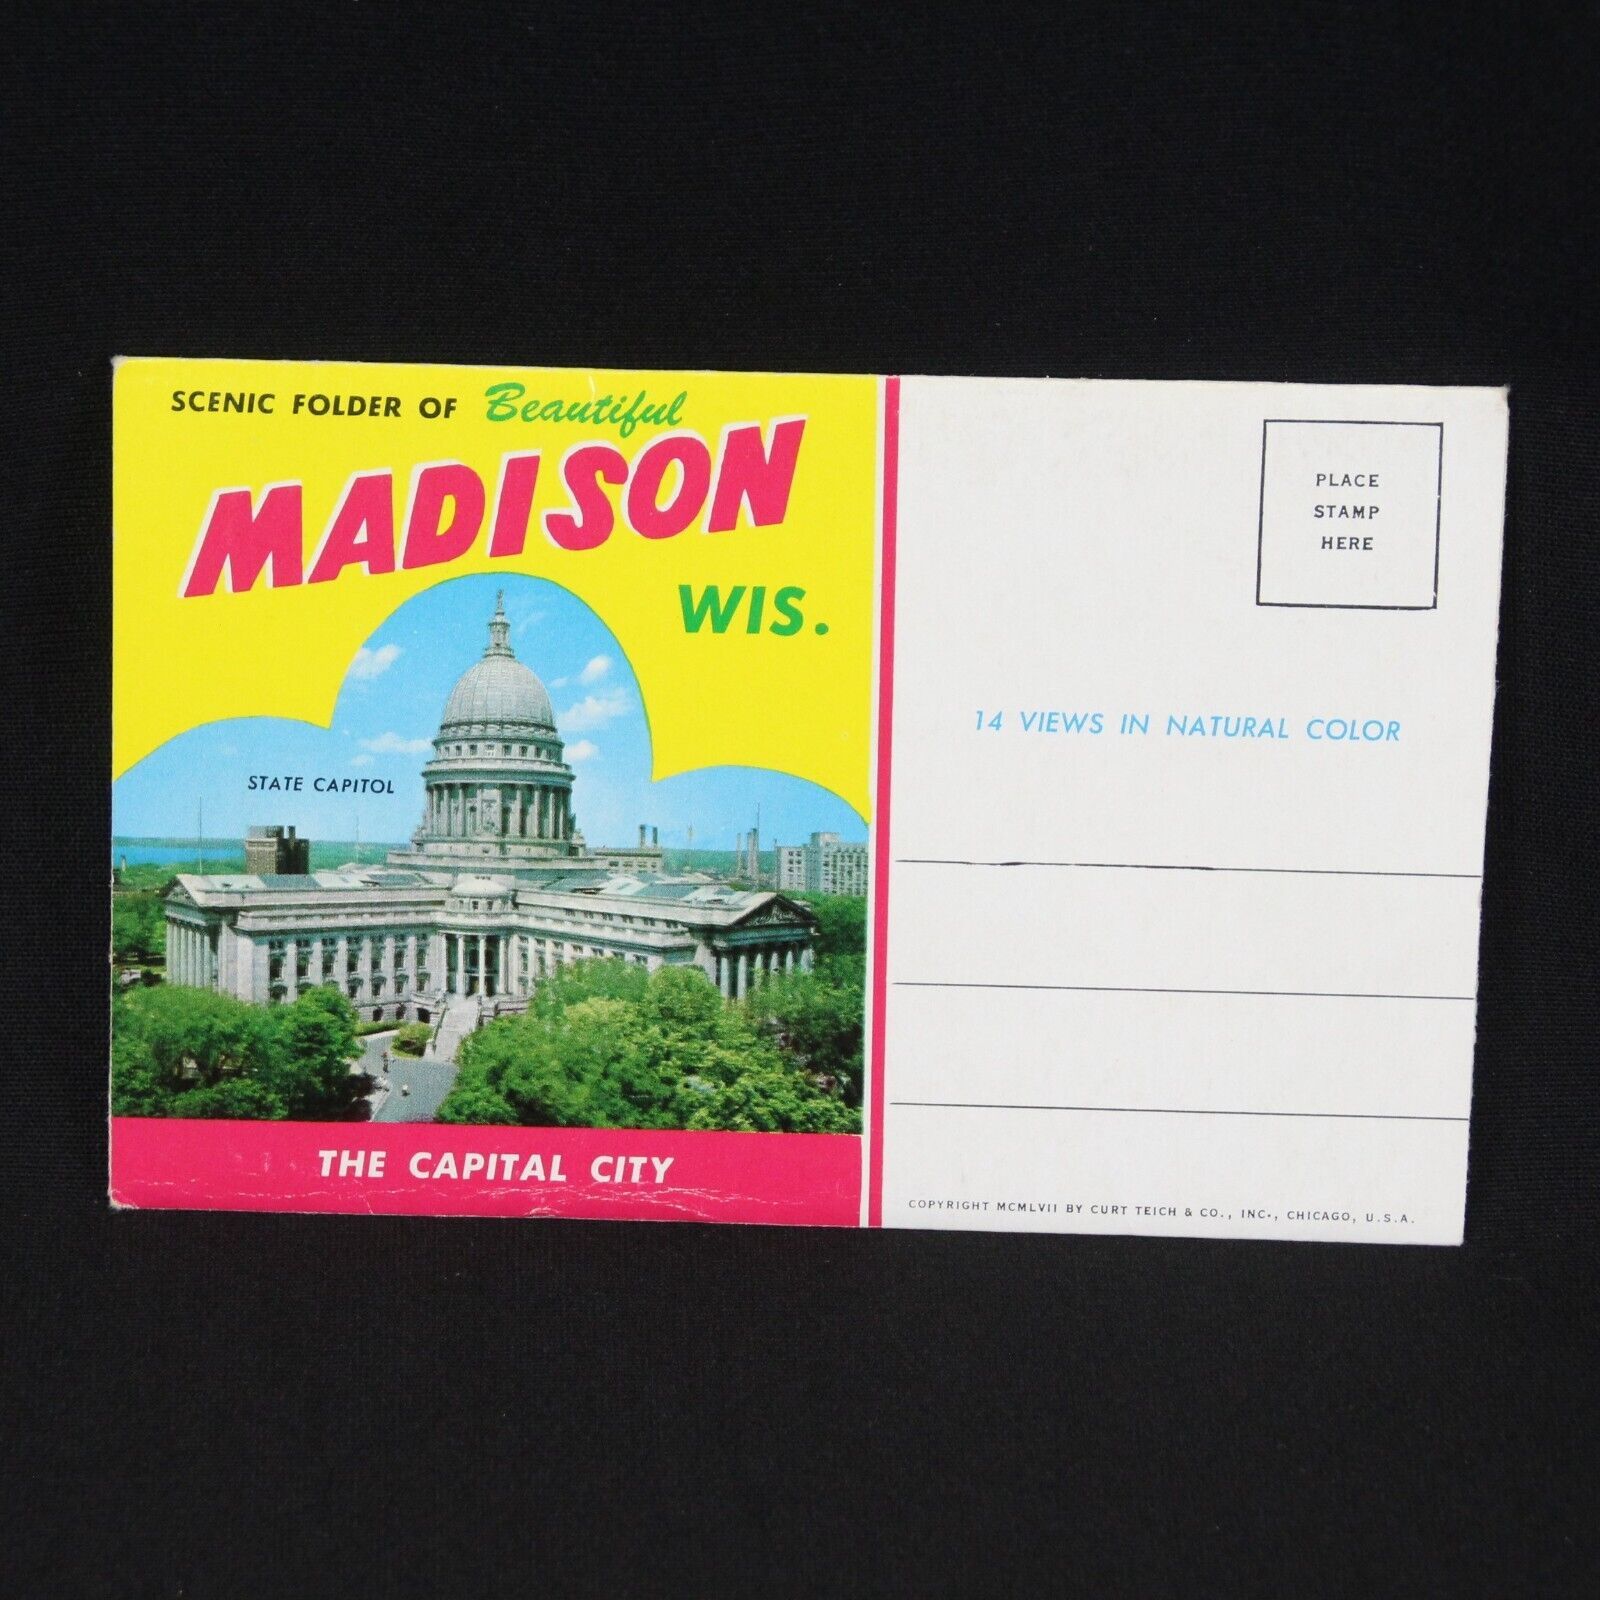 SCENIC FOLDER OF Beautiful
MADISON
WIS.
STATE CAPITOL
THE CAPITAL CITY
PLACE
STAMP
HERE
14 VIEWS IN NATURAL COLOR
COPYRIGHT MCMLVII BY CURT TEICH & CO., INC., CHICAGO, U.S.A.